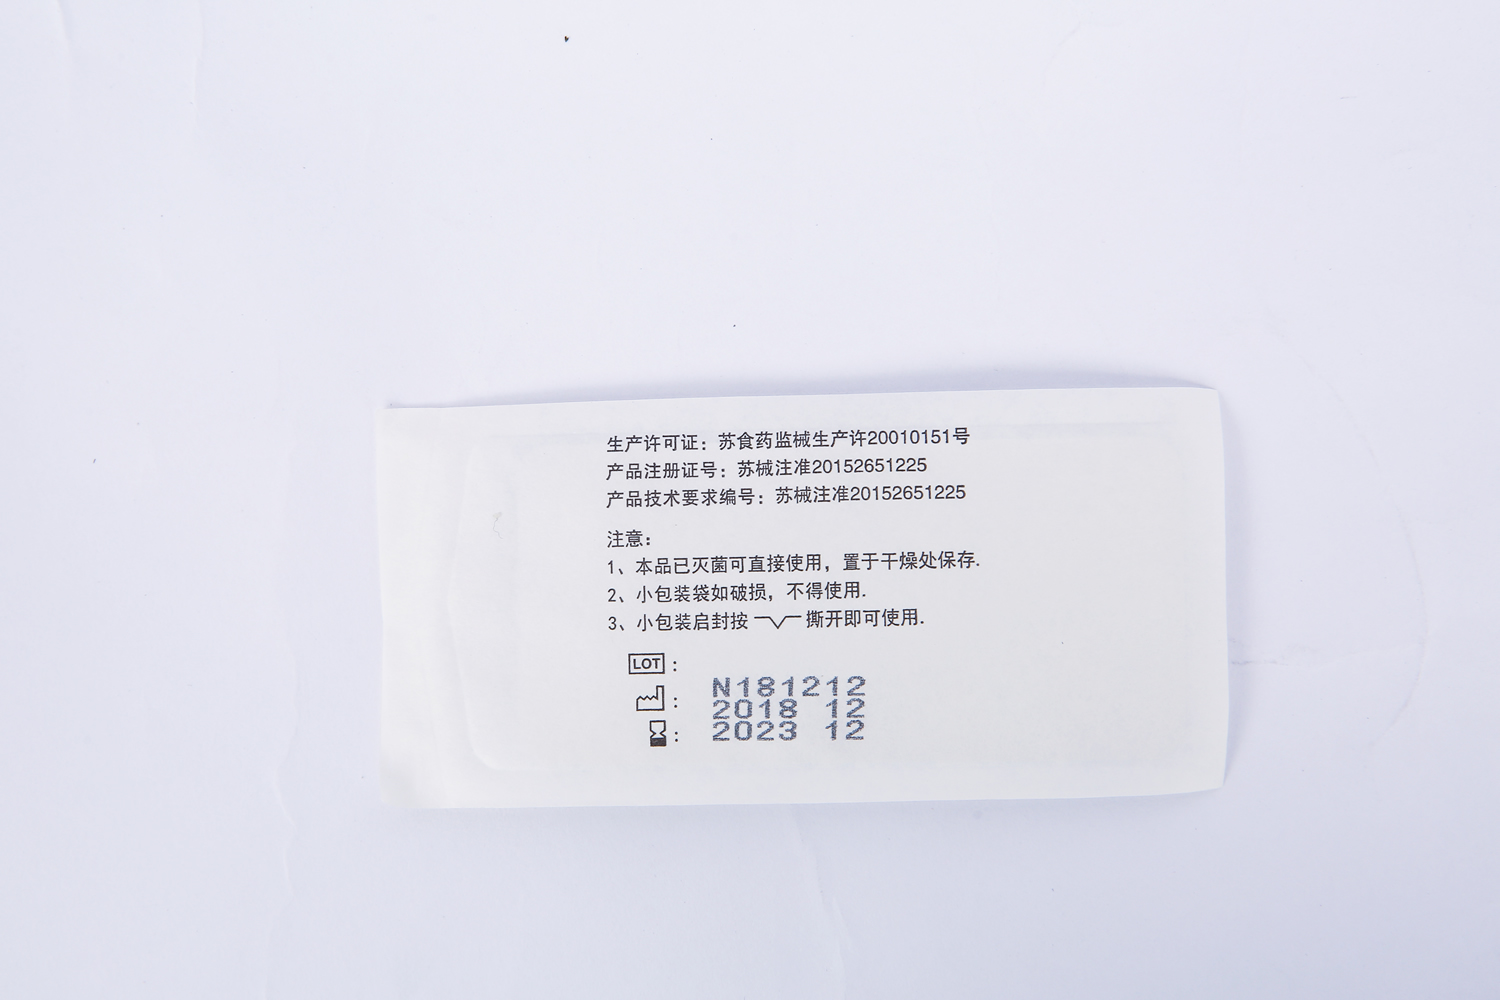 生产许可证：苏食药监械生产许20010151号
产品注册证号：苏械注准20152651225
产品技术要求编号：苏械注准20152651225
注意：
1、本品已灭菌可直接使用，置于干燥处保存.
2、小包装袋如破损，不得使用.
3、小包装启封按 撕开即可使用.
LOT：
N181212
：2018 12
：2023 12